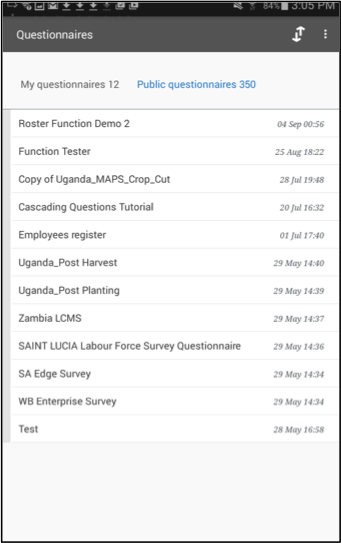 84% 3:05 PM
Questionnaires
My questionnaires 12 Public questionnaires 350
Roster Function Demo 2 04 Sep 00:56
Function Tester 25 Aug 18:22
Copy of Uganda_MAPS_Crop_Cut 28 Jul 19:48
Cascading Questions Tutorial 20 Jul 16:32
Employees register 01 Jul 17:40
Uganda_Post Harvest 29 May 14:40
Uganda_Post Planting 29 May 14:39
Zambia LCMS 29 May 14:37
SAINT LUCIA Labour Force Survey Questionnaire 29 May 14:36
SA Edge Survey 29 May 14:34
WB Enterprise Survey 29 May 14:34
Test 28 May 16:58